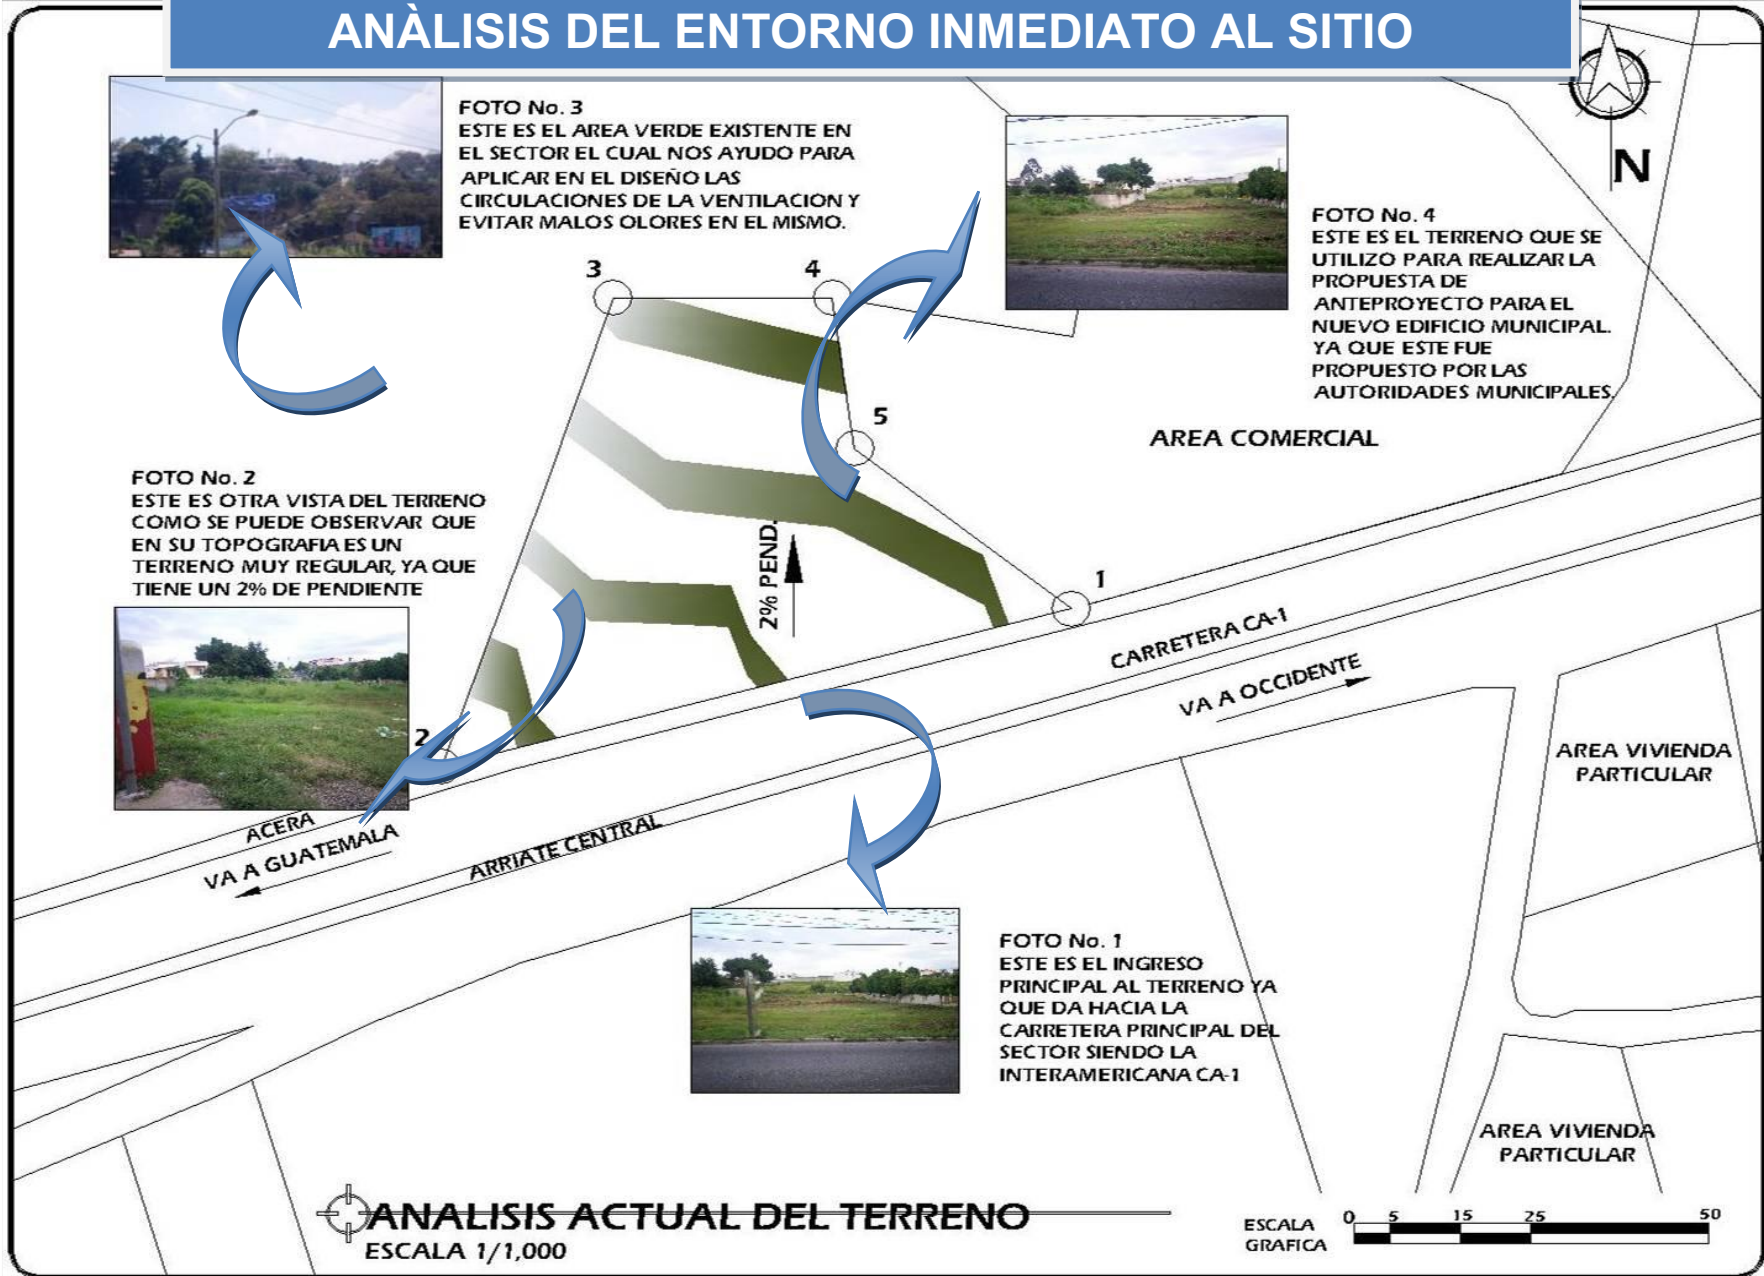 ANÀLISIS DEL ENTORNO INMEDIATO AL SITIO
FOTO No. 3
ESTE ES EL AREA VERDE EXISTENTE EN
EL SECTOR EL CUAL NOS AYUDO PARA
APLICAR EN EL DISEÑO LAS
CIRCULACIONES DE LA VENTILACION Y
EVITAR MALOS OLORES EN EL MISMO.
N
FOTO No. 4
ESTE ES EL TERRENO QUE SE
UTILIZO PARA REALIZAR LA
PROPUESTA DE
ANTEPROYECTO PARA EL
NUEVO EDIFICIO MUNICIPAL.
YA QUE ESTE FUE
PROPUESTO POR LAS
AUTORIDADES MUNICIPALES.
3
4
5
AREA COMERCIAL
FOTO No. 2
ESTE ES OTRA VISTA DEL TERRENO
COMO SE PUEDE OBSERVAR QUE
EN SU TOPOGRAFIA ES UN
TERRENO MUY REGULAR, YA QUE
TIENE UN 2% DE PENDIENTE
2% PEND.
1
2
CARRETERA CA-1
VA A OCCIDENTE
ACERA
VA A GUATEMALA
ARRIATE CENTRAL
AREA VIVIENDA
PARTICULAR
FOTO No. 1
ESTE ES EL INGRESO
PRINCIPAL AL TERRENO YA
QUE DA HACIA LA
CARRETERA PRINCIPAL DEL
SECTOR SIENDO LA
INTERAMERICANA CA-1
AREA VIVIENDA
PARTICULAR
ANALISIS ACTUAL DEL TERRENO
ESCALA 1/1,000
ESCALA
GRAFICA
0 5 15 25 50